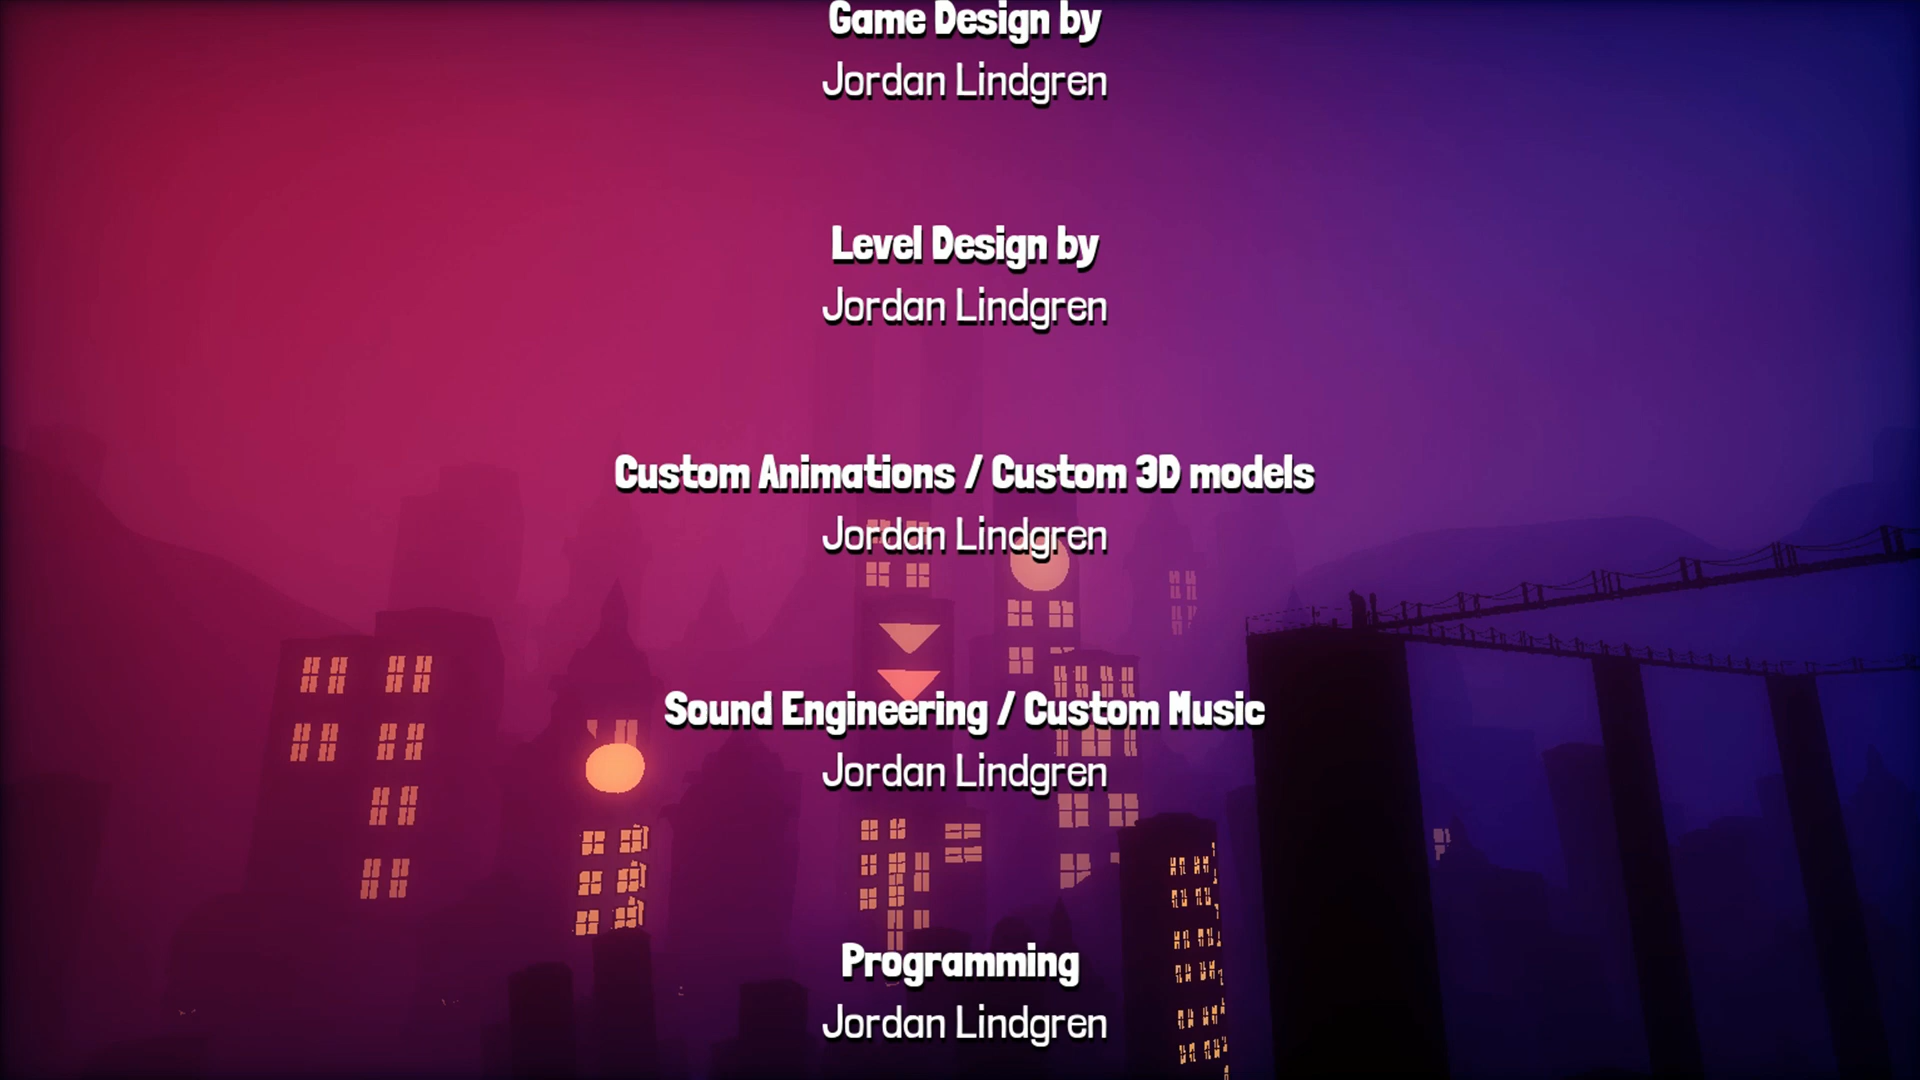 Game Design by
Jordan Lindgren
Level Design by
Jordan Lindgren
Custom Animations / Custom 3D models
Jordan Lindgren
Sound Engineering / Custom Music
Jordan Lindgren
Programming
Jordan Lindgren